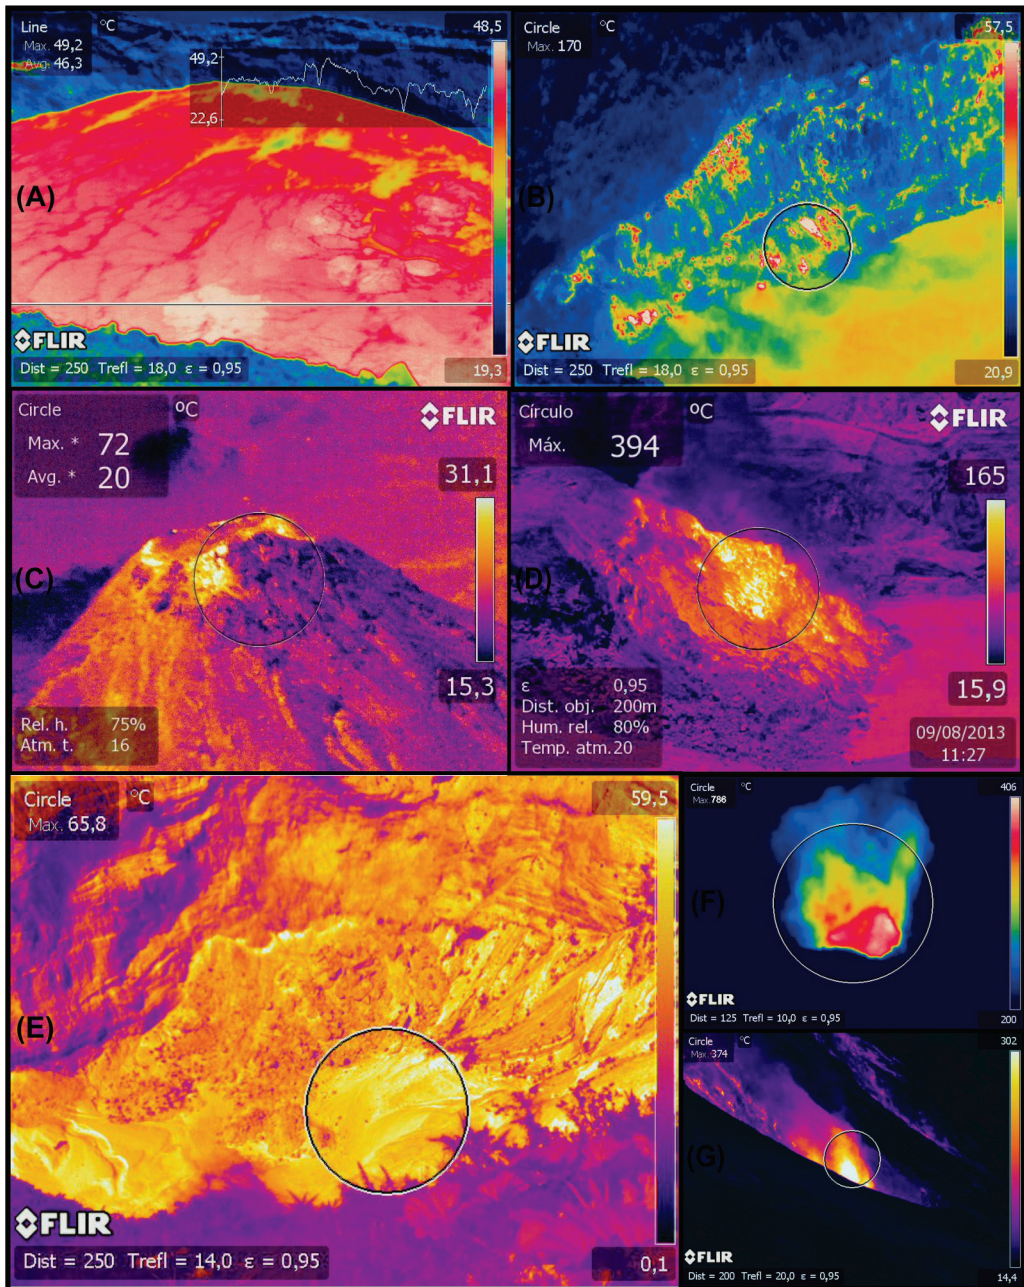 Line °C
Max. 49,2
Avg. 46,3
49,2
22,6
48,5
(A)
FLIR
Dist = 250 Trefl = 18,0 ε = 0,95
19,3
Circle °C
Max. 170
57,5
(B)
FLIR
Dist = 250 Trefl = 18,0 ε = 0,95
20,9
Circle ºC
Max. * 72
Avg. * 20
FLIR
31,1
(C)
15,3
Rel. h. 75%
Atm. t. 16
Círculo ºC
Máx. 394
FLIR
165
(D)
15,9
ε 0,95
Dist. obj. 200m
Hum. rel. 80%
Temp. atm. 20
09/08/2013
11:27
Circle °C
Max. 65,8
59,5
(E)
FLIR
Dist = 250 Trefl = 14,0 ε = 0,95
0,1
Circle °C
Max. 786
406
(F)
FLIR
Dist = 125 Trefl = 10,0 ε = 0,95
200
Circle °C
Max. 374
302
(G)
FLIR
Dist = 200 Trefl = 20,0 ε = 0,95
14,4